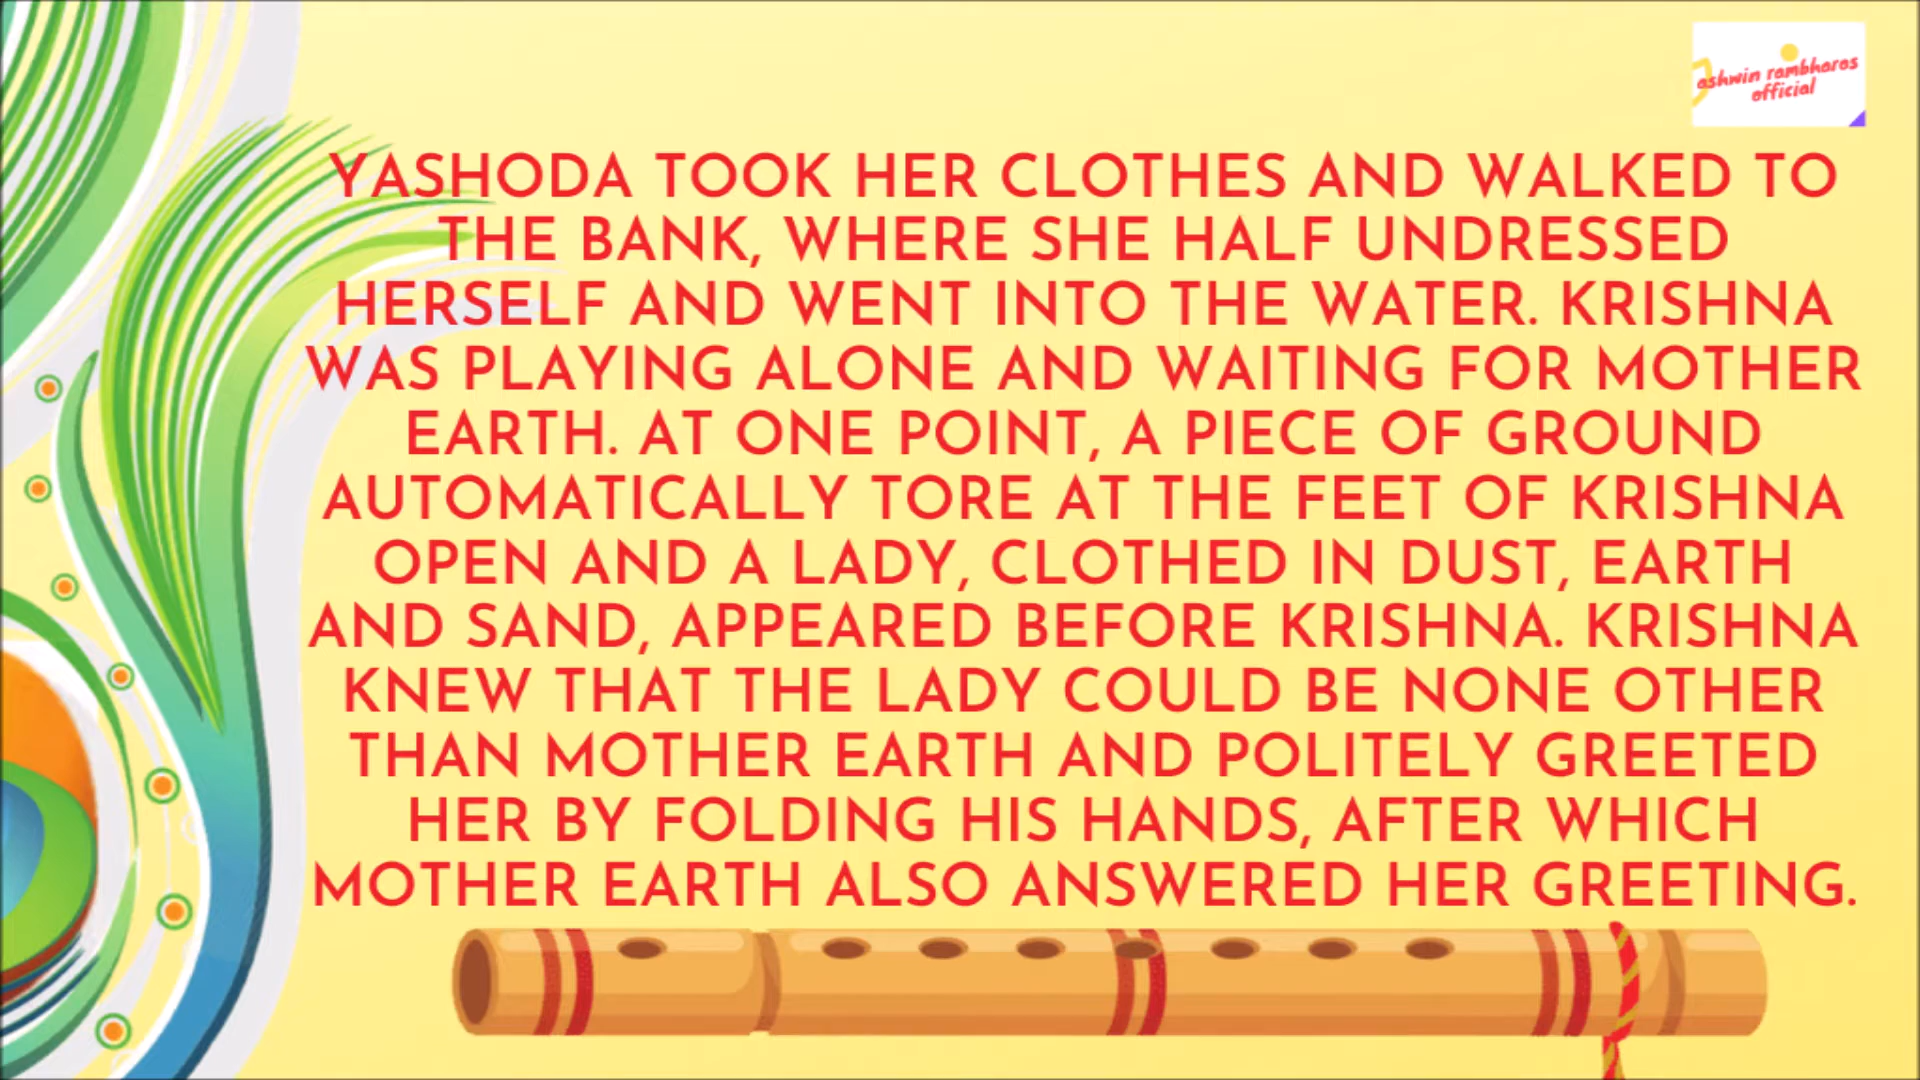 ashwin rambharos
official
YASHODA TOOK HER CLOTHES AND WALKED TO
THE BANK, WHERE SHE HALF UNDRESSED
HERSELF AND WENT INTO THE WATER. KRISHNA
WAS PLAYING ALONE AND WAITING FOR MOTHER
EARTH. AT ONE POINT, A PIECE OF GROUND
AUTOMATICALLY TORE AT THE FEET OF KRISHNA
OPEN AND A LADY, CLOTHED IN DUST, EARTH
AND SAND, APPEARED BEFORE KRISHNA. KRISHNA
KNEW THAT THE LADY COULD BE NONE OTHER
THAN MOTHER EARTH AND POLITELY GREETED
HER BY FOLDING HIS HANDS, AFTER WHICH
MOTHER EARTH ALSO ANSWERED HER GREETING.